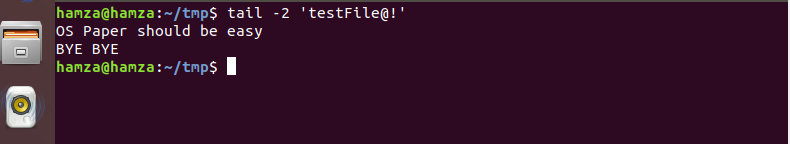 hamza@hamza:~/tmp$ tail -2 'testFile@!'
OS Paper should be easy
BYE BYE
hamza@hamza:~/tmp$